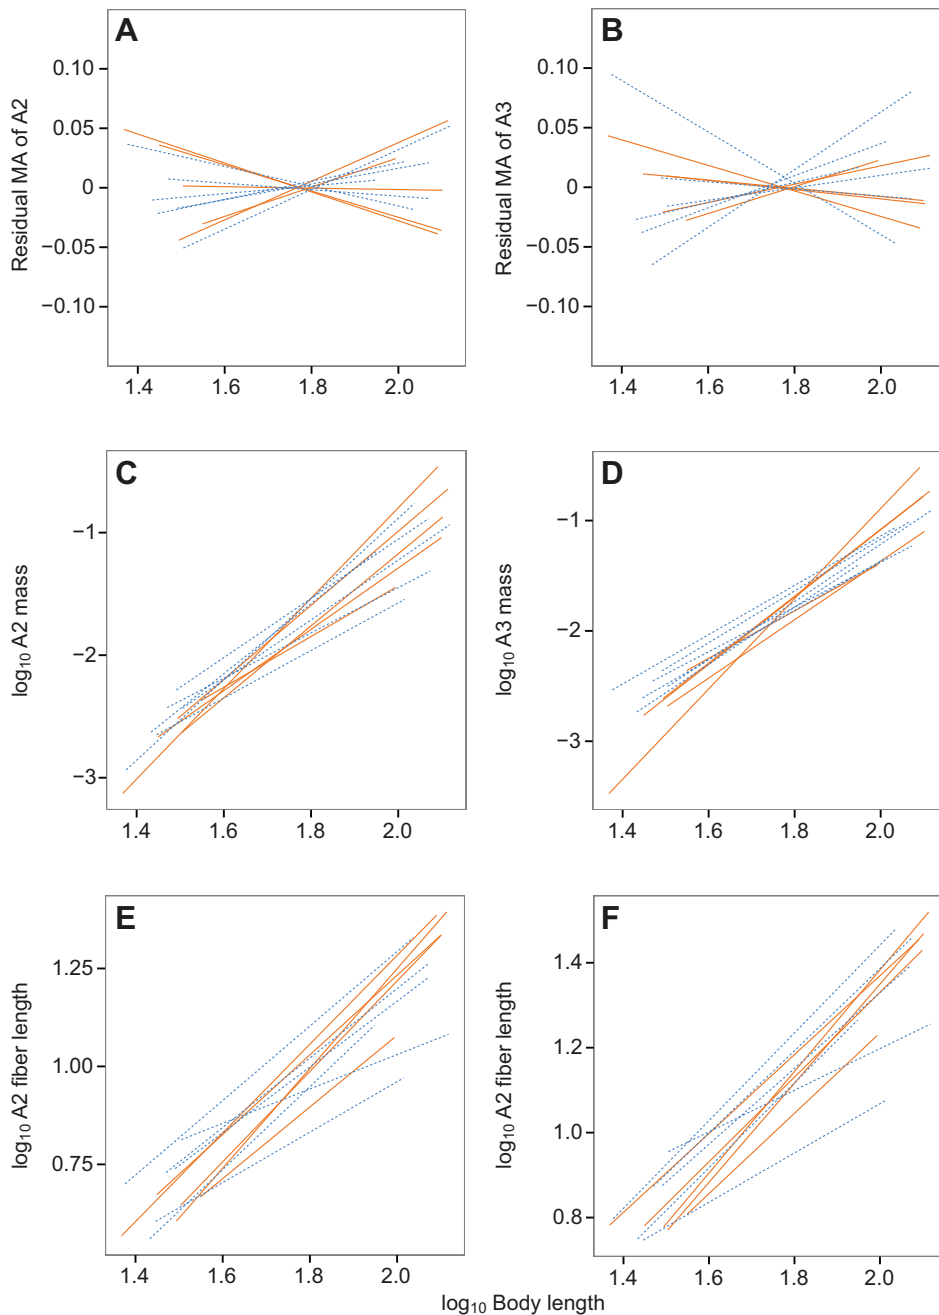 A
B
Residual MA of A2
0.10
0.05
0
−0.05
−0.10
1.4 1.6 1.8 2.0
Residual MA of A3
0.10
0.05
0
−0.05
−0.10
1.4 1.6 1.8 2.0
C
D
log10 A2 mass
−1
−2
−3
1.4 1.6 1.8 2.0
log10 A3 mass
−1
−2
−3
1.4 1.6 1.8 2.0
E
F
log10 A2 fiber length
1.25
1.00
0.75
1.4 1.6 1.8 2.0
log10 A2 fiber length
1.4
1.2
1.0
0.8
1.4 1.6 1.8 2.0
log10 Body length